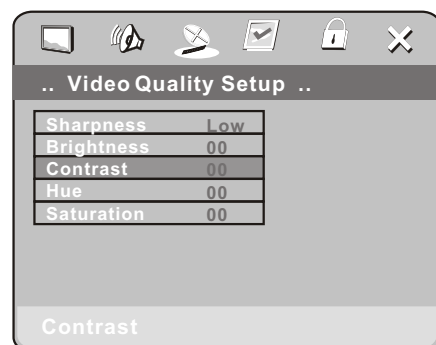 .. Video Quality Setup ..
Sharpness Low
Brightness 00
Contrast 00
Hue 00
Saturation 00
Contrast